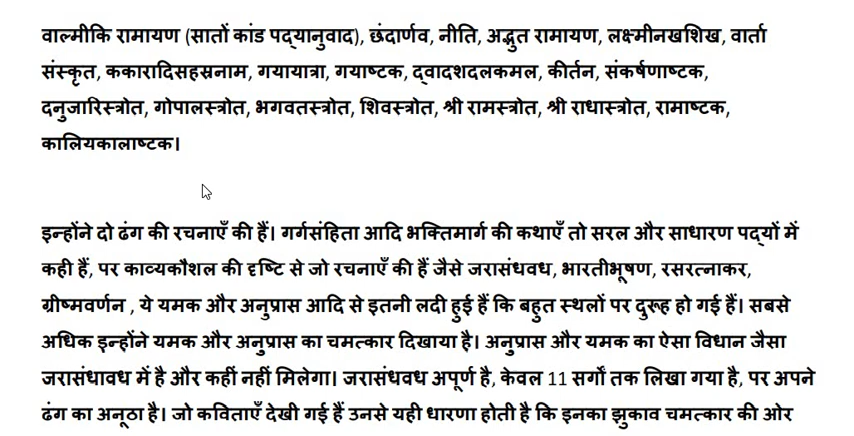 वाल्मीकि रामायण (सातों कांड पद्यानुवाद), छंदार्णव, नीति, अद्भुत रामायण, लक्ष्मीनखशिख, वार्ता
संस्कृत, ककारादिसहस्रनाम, गयायात्रा, गयाष्टक, द्वादशदलकमल, कीर्तन, संकर्षणाष्टक,
दनुजारिस्त्रोत, गोपालस्त्रोत, भगवतस्त्रोत, शिवस्त्रोत, श्री रामस्त्रोत, श्री राधास्त्रोत, रामाष्टक,
कालियकालाष्टक।
इन्होंने दो ढंग की रचनाएँ की हैं। गर्गसंहिता आदि भक्तिमार्ग की कथाएँ तो सरल और साधारण पद्यों में
कही हैं, पर काव्यकौशल की दृष्टि से जो रचनाएँ की हैं जैसे जरासंधवध, भारतीभूषण, रसरत्नाकर,
ग्रीष्मवर्णन , ये यमक और अनुप्रास आदि से इतनी लदी हुई हैं कि बहुत स्थलों पर दुरूह हो गई हैं। सबसे
अधिक इन्होंने यमक और अनुप्रास का चमत्कार दिखाया है। अनुप्रास और यमक का ऐसा विधान जैसा
जरासंधावध में है और कहीं नहीं मिलेगा। जरासंधवध अपूर्ण है, केवल 11 सर्गों तक लिखा गया है, पर अपने
ढंग का अनूठा है। जो कविताएँ देखी गई हैं उनसे यही धारणा होती है कि इनका झुकाव चमत्कार की ओर